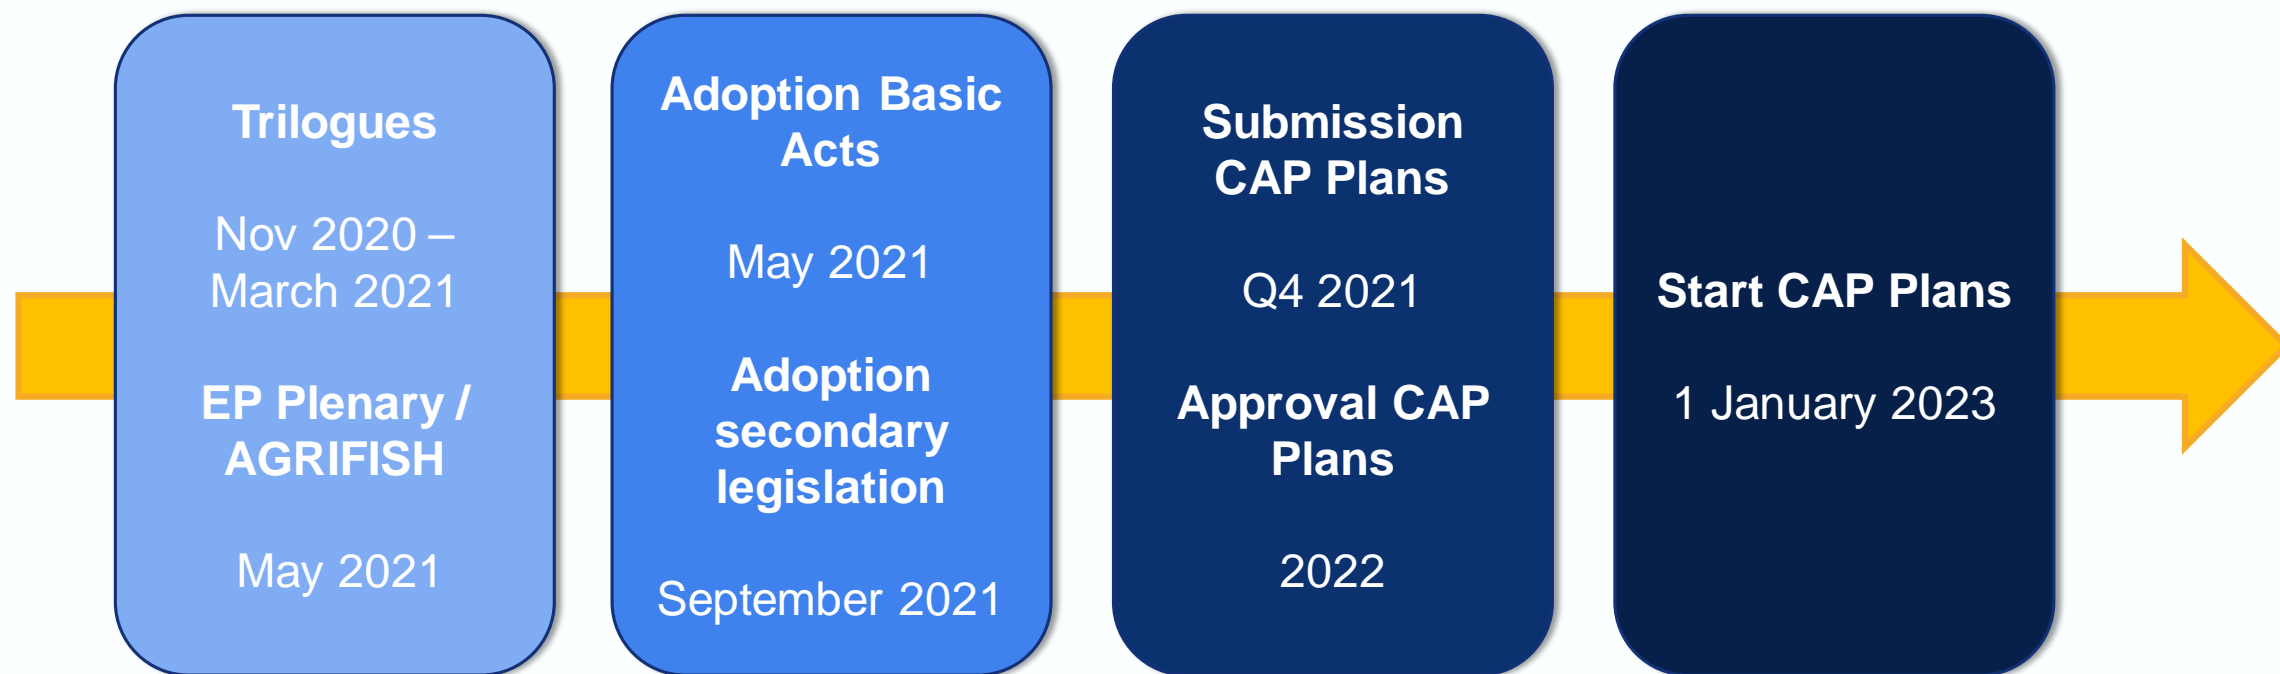 Trilogues
Nov 2020 –
March 2021
EP Plenary /
AGRIFISH
May 2021
Adoption Basic
Acts
May 2021
Adoption
secondary
legislation
September 2021
Submission
CAP Plans
Q4 2021
Approval CAP
Plans
2022
Start CAP Plans
1 January 2023